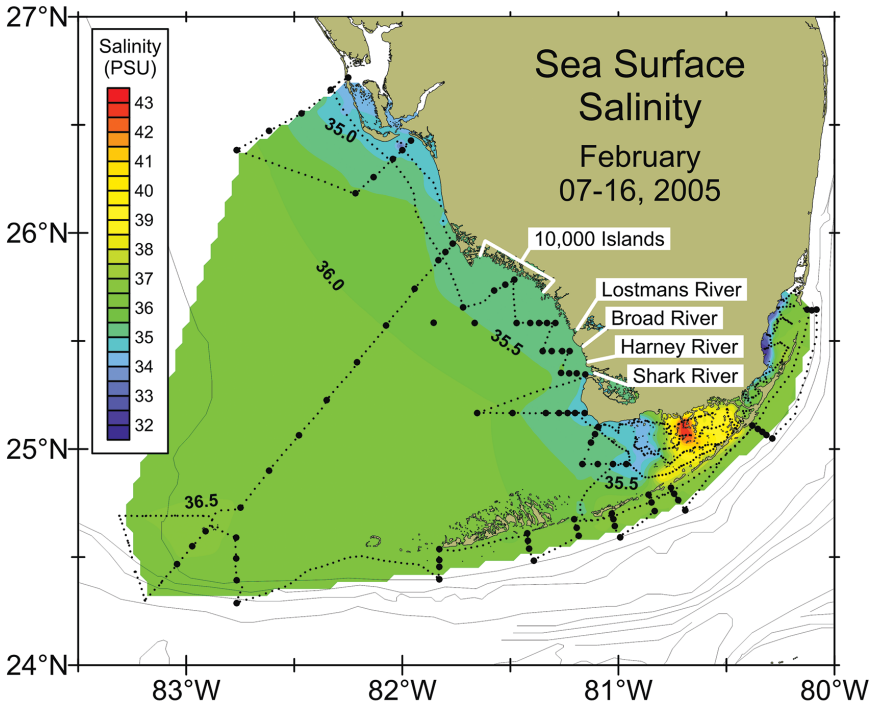 27°N
26°N
25°N
24°N
83°W
82°W
81°W
80°W
Salinity
(PSU)
43
42
41
40
39
38
37
36
35
34
33
32
Sea Surface
Salinity
February
07-16, 2005
10,000 Islands
Lostmans River
Broad River
Harney River
Shark River
35.0
36.0
35.5
36.5
35.5